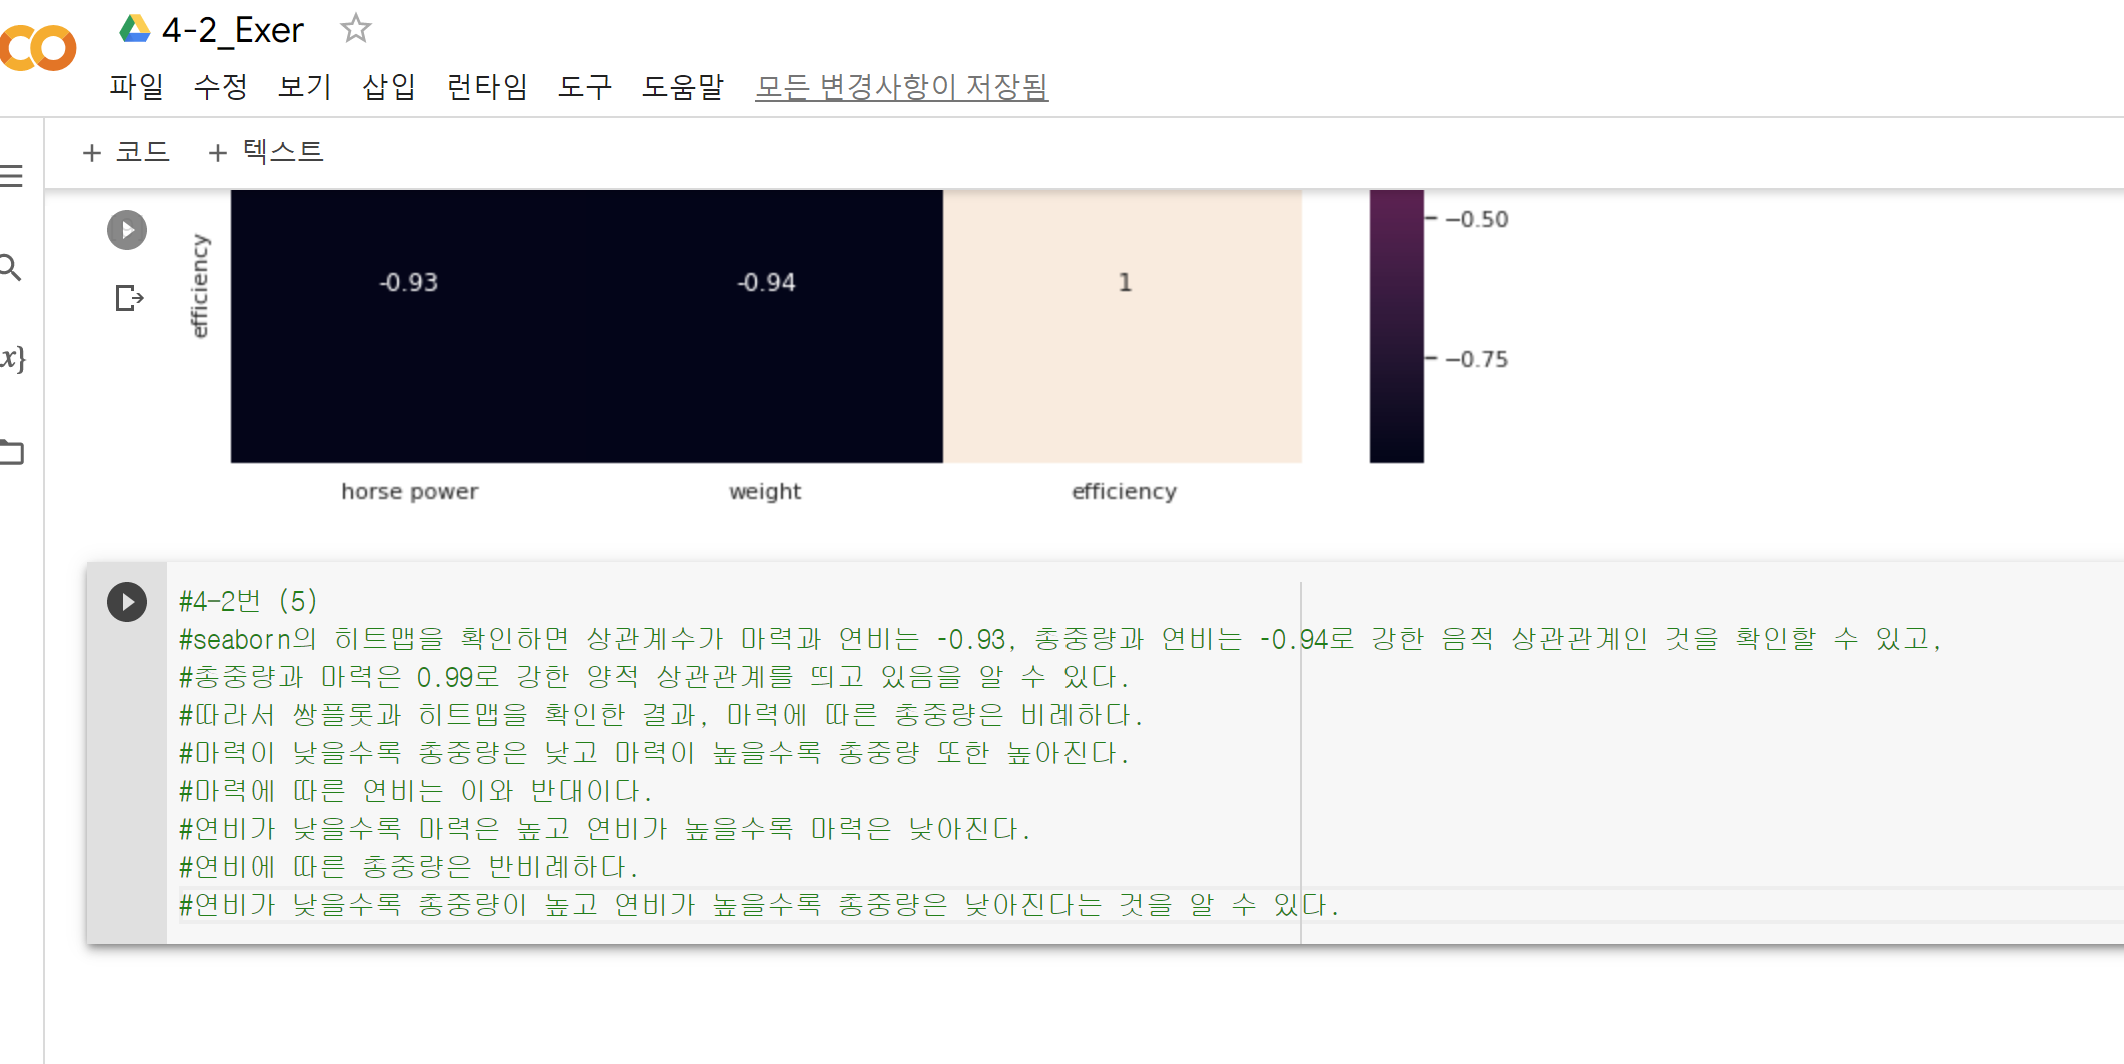 4-2_Exer
파일 수정 보기 삽입 런타임 도구 도움말 모든 변경사항이 저장됨
+ 코드 + 텍스트
-0.50
efficiency
-0.93 -0.94 1
x}
-0.75
horse power weight efficiency
#4-2번 (5)
#seaborn의 히트맵을 확인하면 상관계수가 마력과 연비는 -0.93, 총중량과 연비는 -0.94로 강한 음적 상관관계인 것을 확인할 수 있고,
#총중량과 마력은 0.99로 강한 양적 상관관계를 띄고 있음을 알 수 있다.
#따라서 쌍플롯과 히트맵을 확인한 결과, 마력에 따른 총중량은 비례하다.
#마력이 낮을수록 총중량은 낮고 마력이 높을수록 총중량 또한 높아진다.
#마력에 따른 연비는 이와 반대이다.
#연비가 낮을수록 마력은 높고 연비가 높을수록 마력은 낮아진다.
#연비에 따른 총중량은 반비례하다.
#연비가 낮을수록 총중량이 높고 연비가 높을수록 총중량은 낮아진다는 것을 알 수 있다.